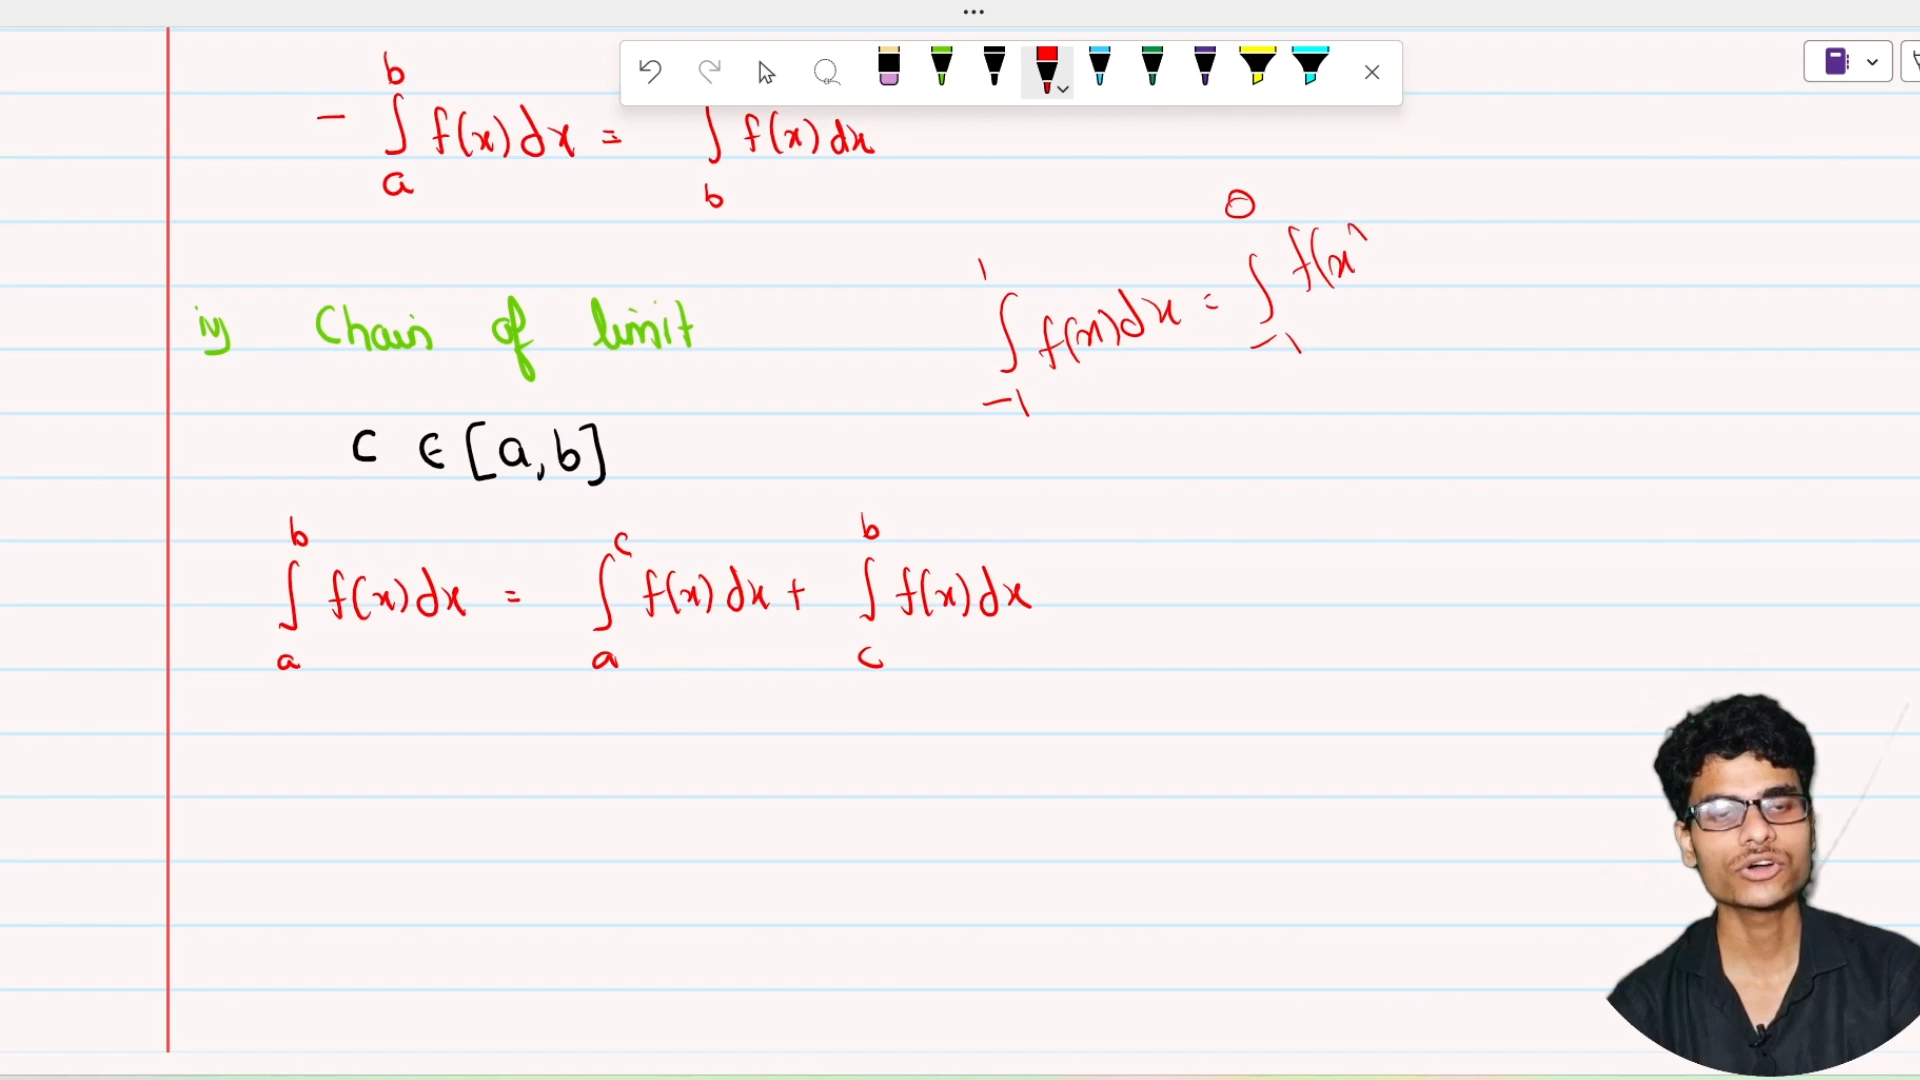 b
- ∫ f(x) dx = ∫ f(x) dx
a b
iv) Chain of limit
c ∈ [a, b]
b c b
∫ f(x) dx = ∫ f(x) dx + ∫ f(x) dx
a a c
1 0
∫ f(x) dx = ∫ f(x
-1 -1